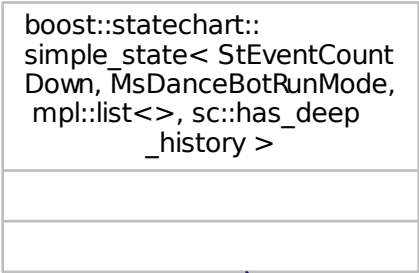 boost::statechart::
simple_state< StEventCount
Down, MsDanceBotRunMode,
mpl::list<>, sc::has_deep
_history >